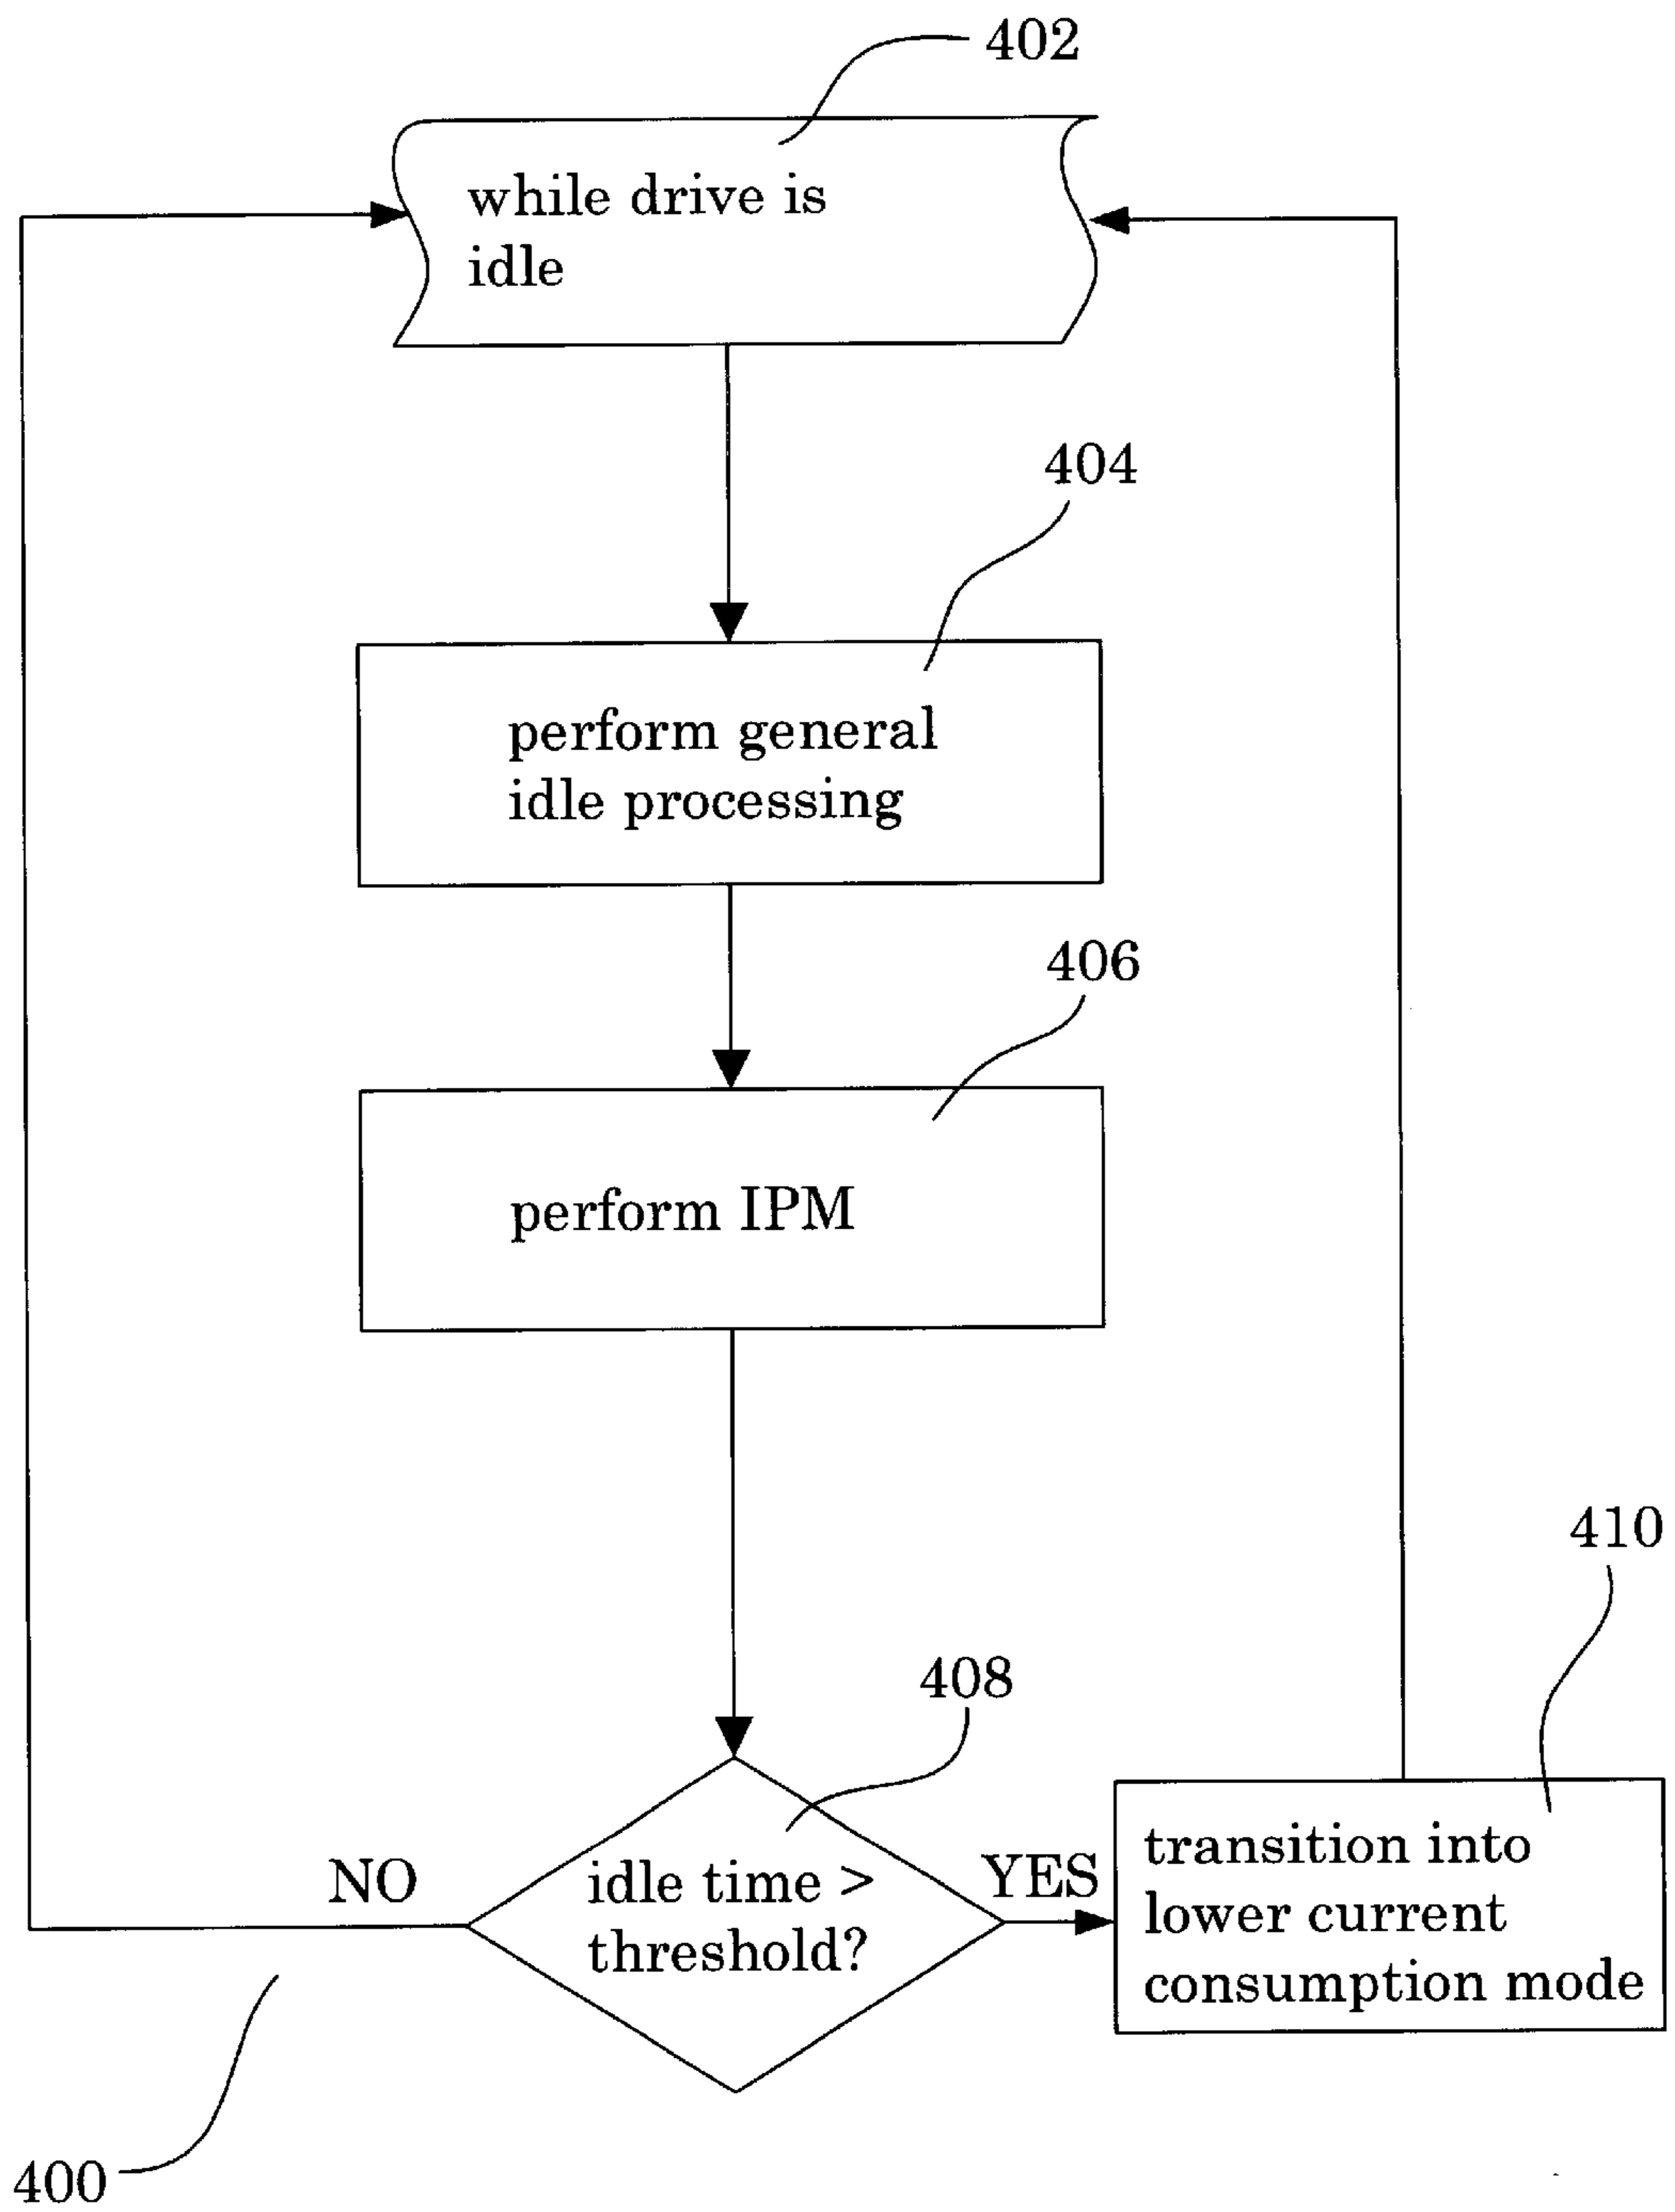 402
while drive is
idle
404
perform general
idle processing
406
perform IPM
410
408
NO
idle time >
threshold?
YES
transition into
lower current
consumption mode
400